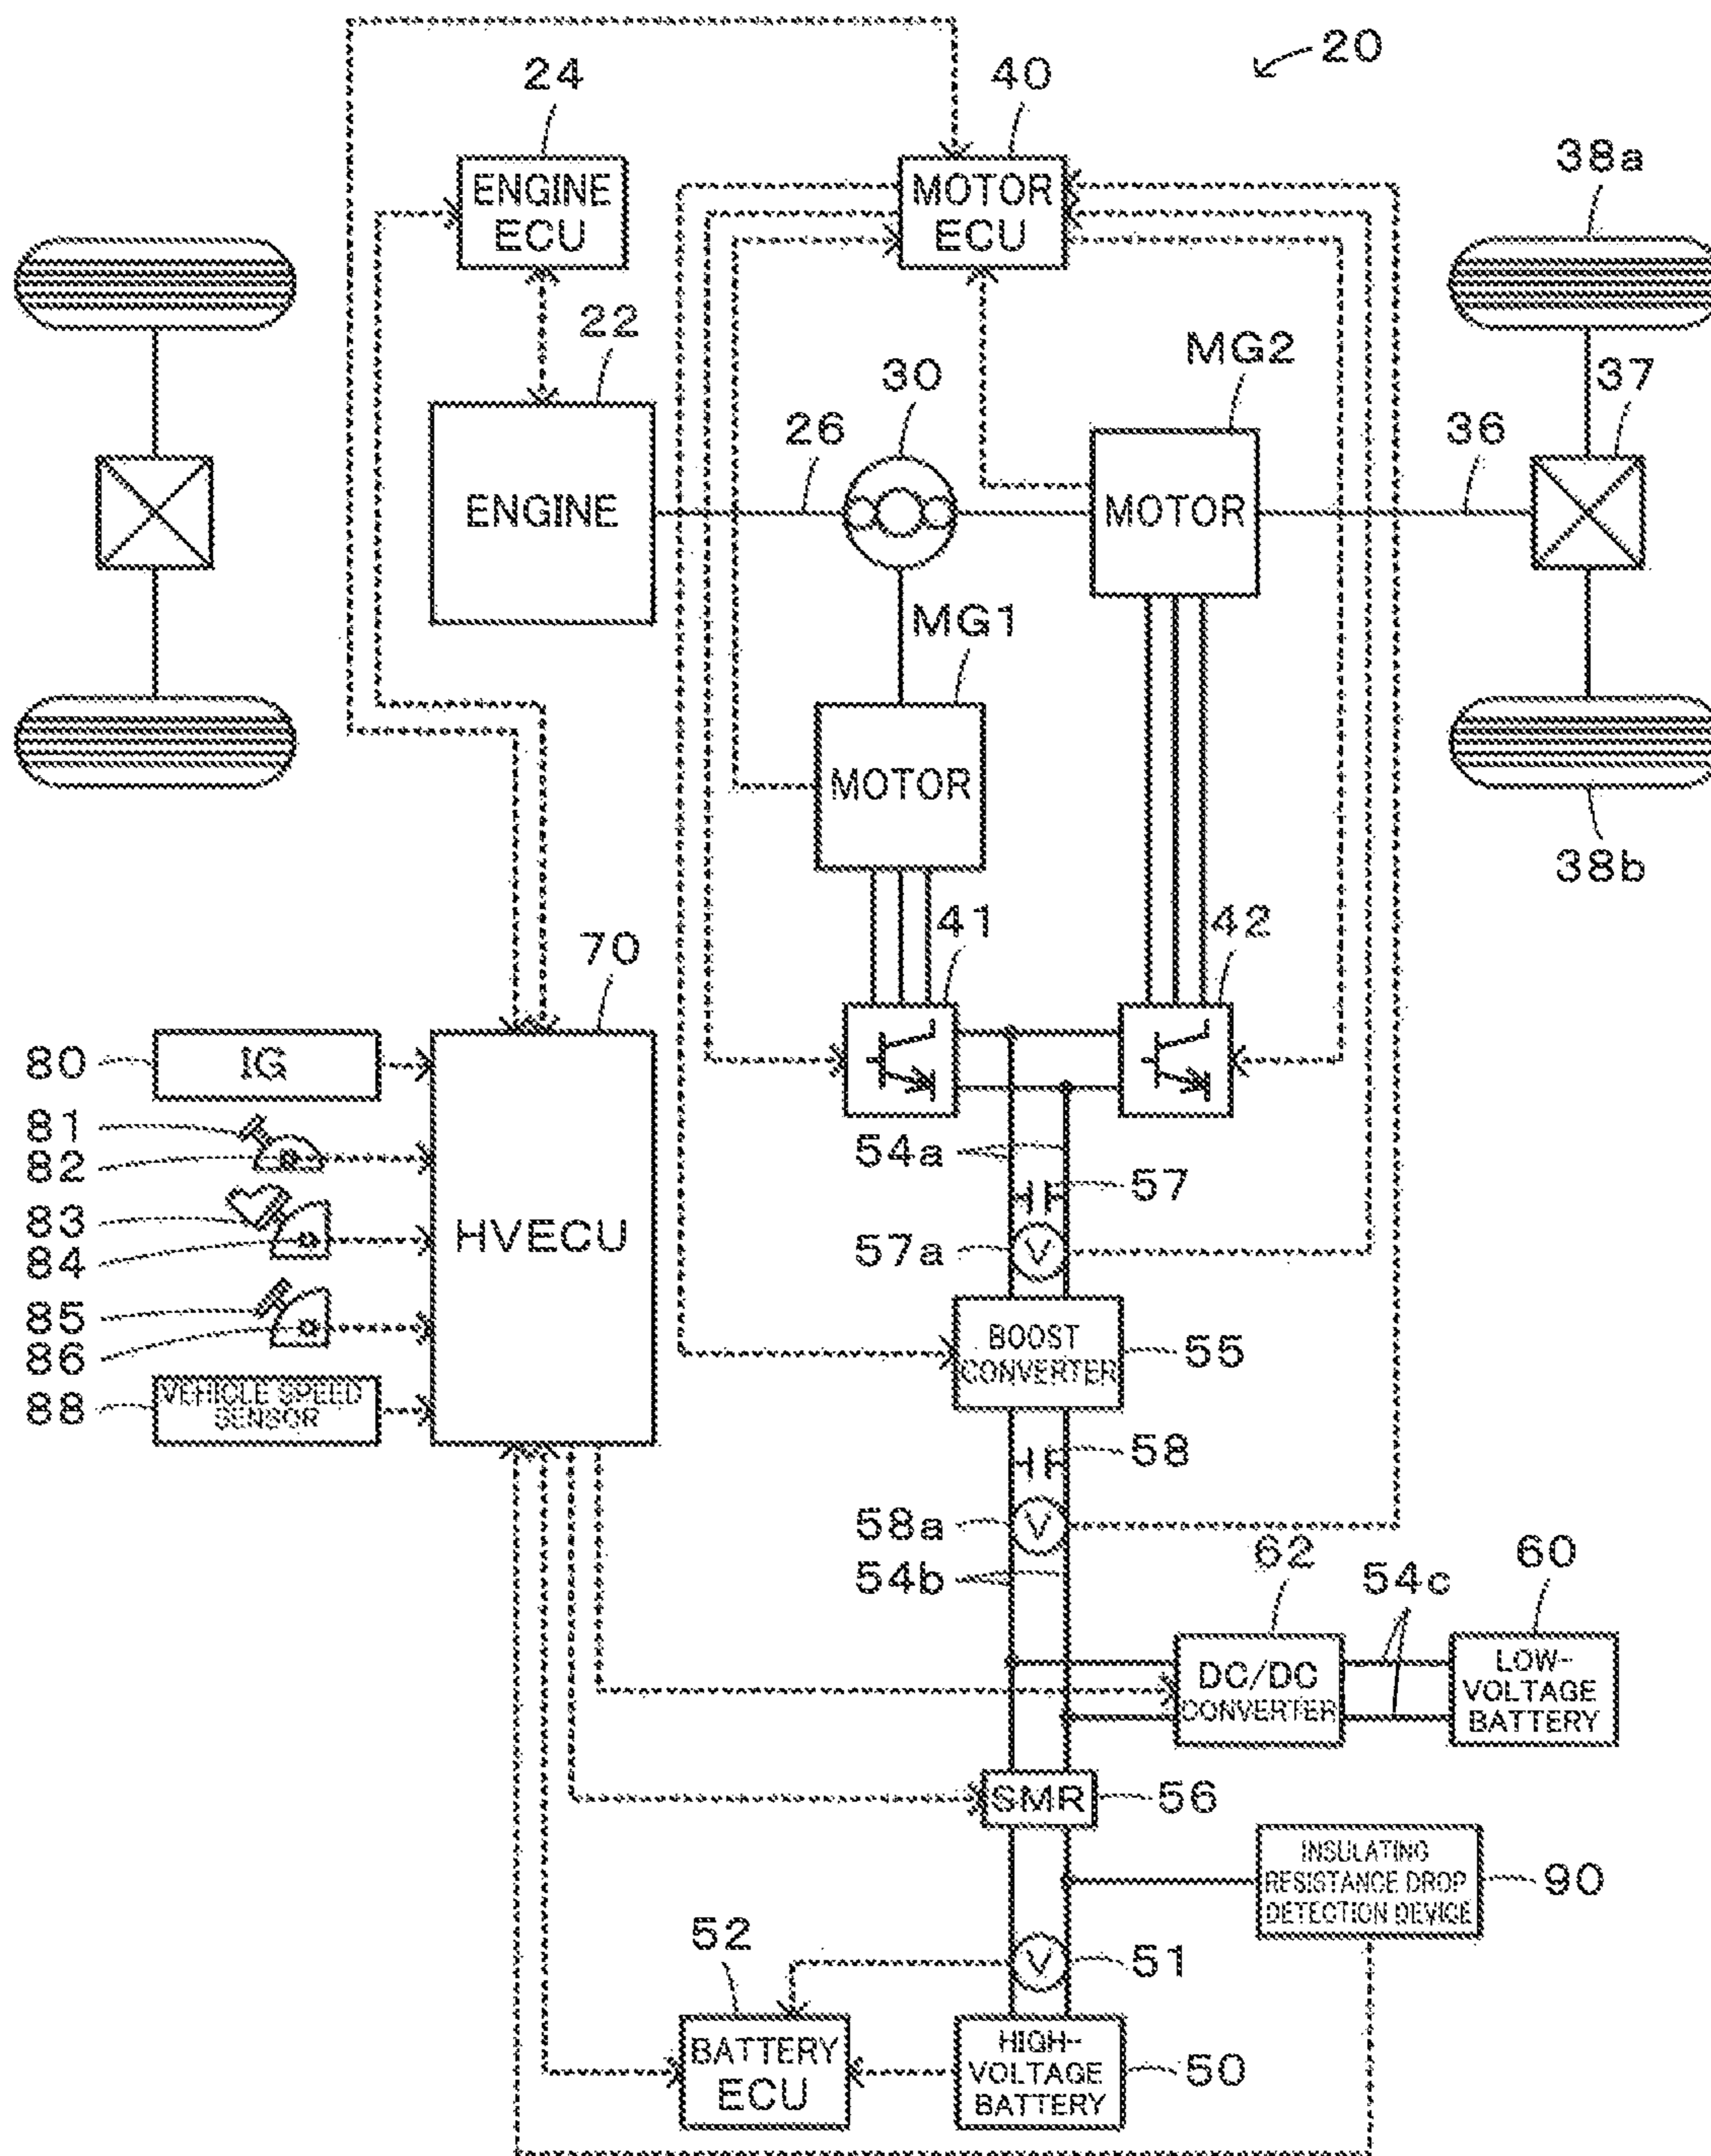 20
24
40
38a
ENGINE
ECU
MOTOR
ECU
22
MG2
30
37
26
36
ENGINE
MOTOR
MG1
MOTOR
38b
41
42
70
80
IG
81
82
54a
57
83
84
HVECU
57a
85
86
BOOST
CONVERTER
55
88
VEHICLE SPEED
SENSOR
58
58a
62
60
54b
54c
DC/DC
CONVERTER
LOW-
VOLTAGE
BATTERY
SMR
56
INSULATING
RESISTANCE DROP
DETECTION DEVICE
90
52
V
V
V
51
BATTERY
ECU
HIGH-
VOLTAGE
BATTERY
50